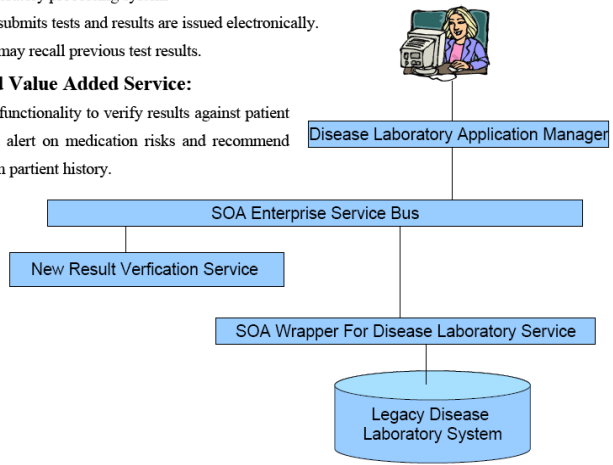 submits tests and results are issued electronically.
may recall previous test results.
Value Added Service:
functionality to verify results against patient
alert on medication risks and recommend
partient history.
Disease Laboratory Application Manager
SOA Enterprise Service Bus
New Result Verfication Service
SOA Wrapper For Disease Laboratory Service
Legacy Disease
Laboratory System